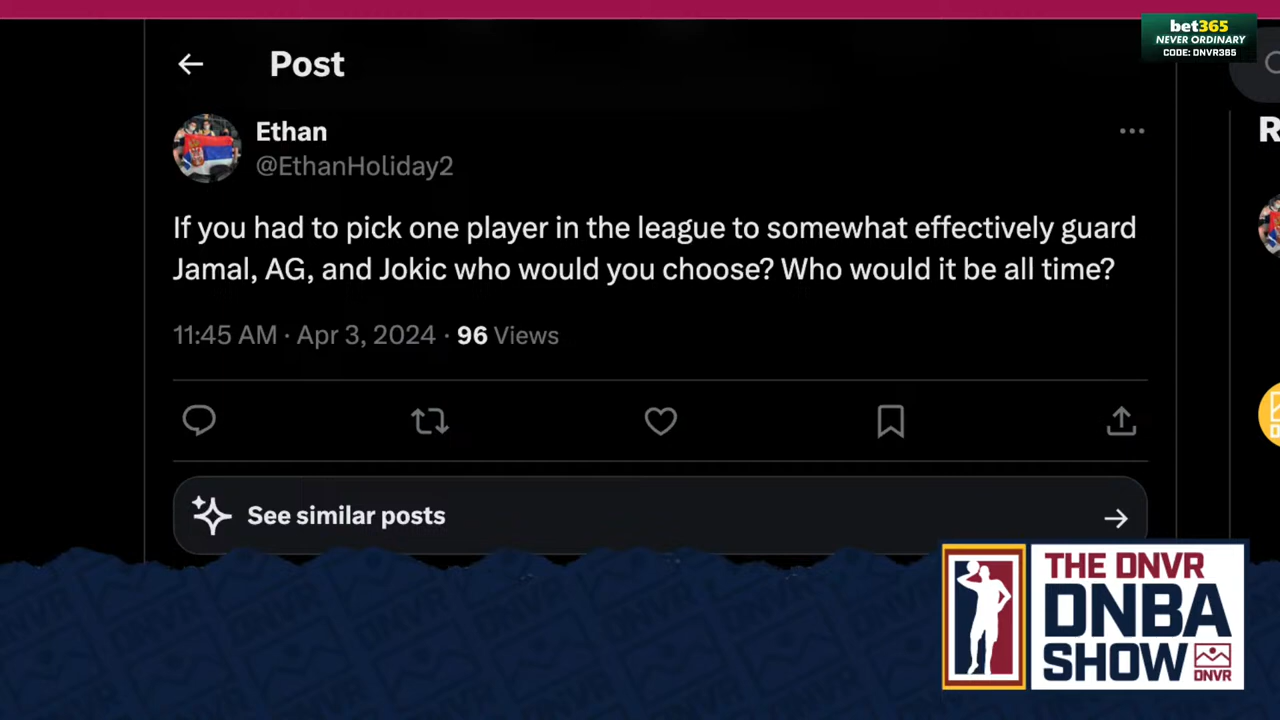 bet365
NEVER ORDINARY
CODE: DNVR365
Post
Ethan
@EthanHoliday2
If you had to pick one player in the league to somewhat effectively guard
Jamal, AG, and Jokic who would you choose? Who would it be all time?
11:45 AM · Apr 3, 2024 · 96 Views
See similar posts
THE DNVR
DNBA
SHOW
DNVR